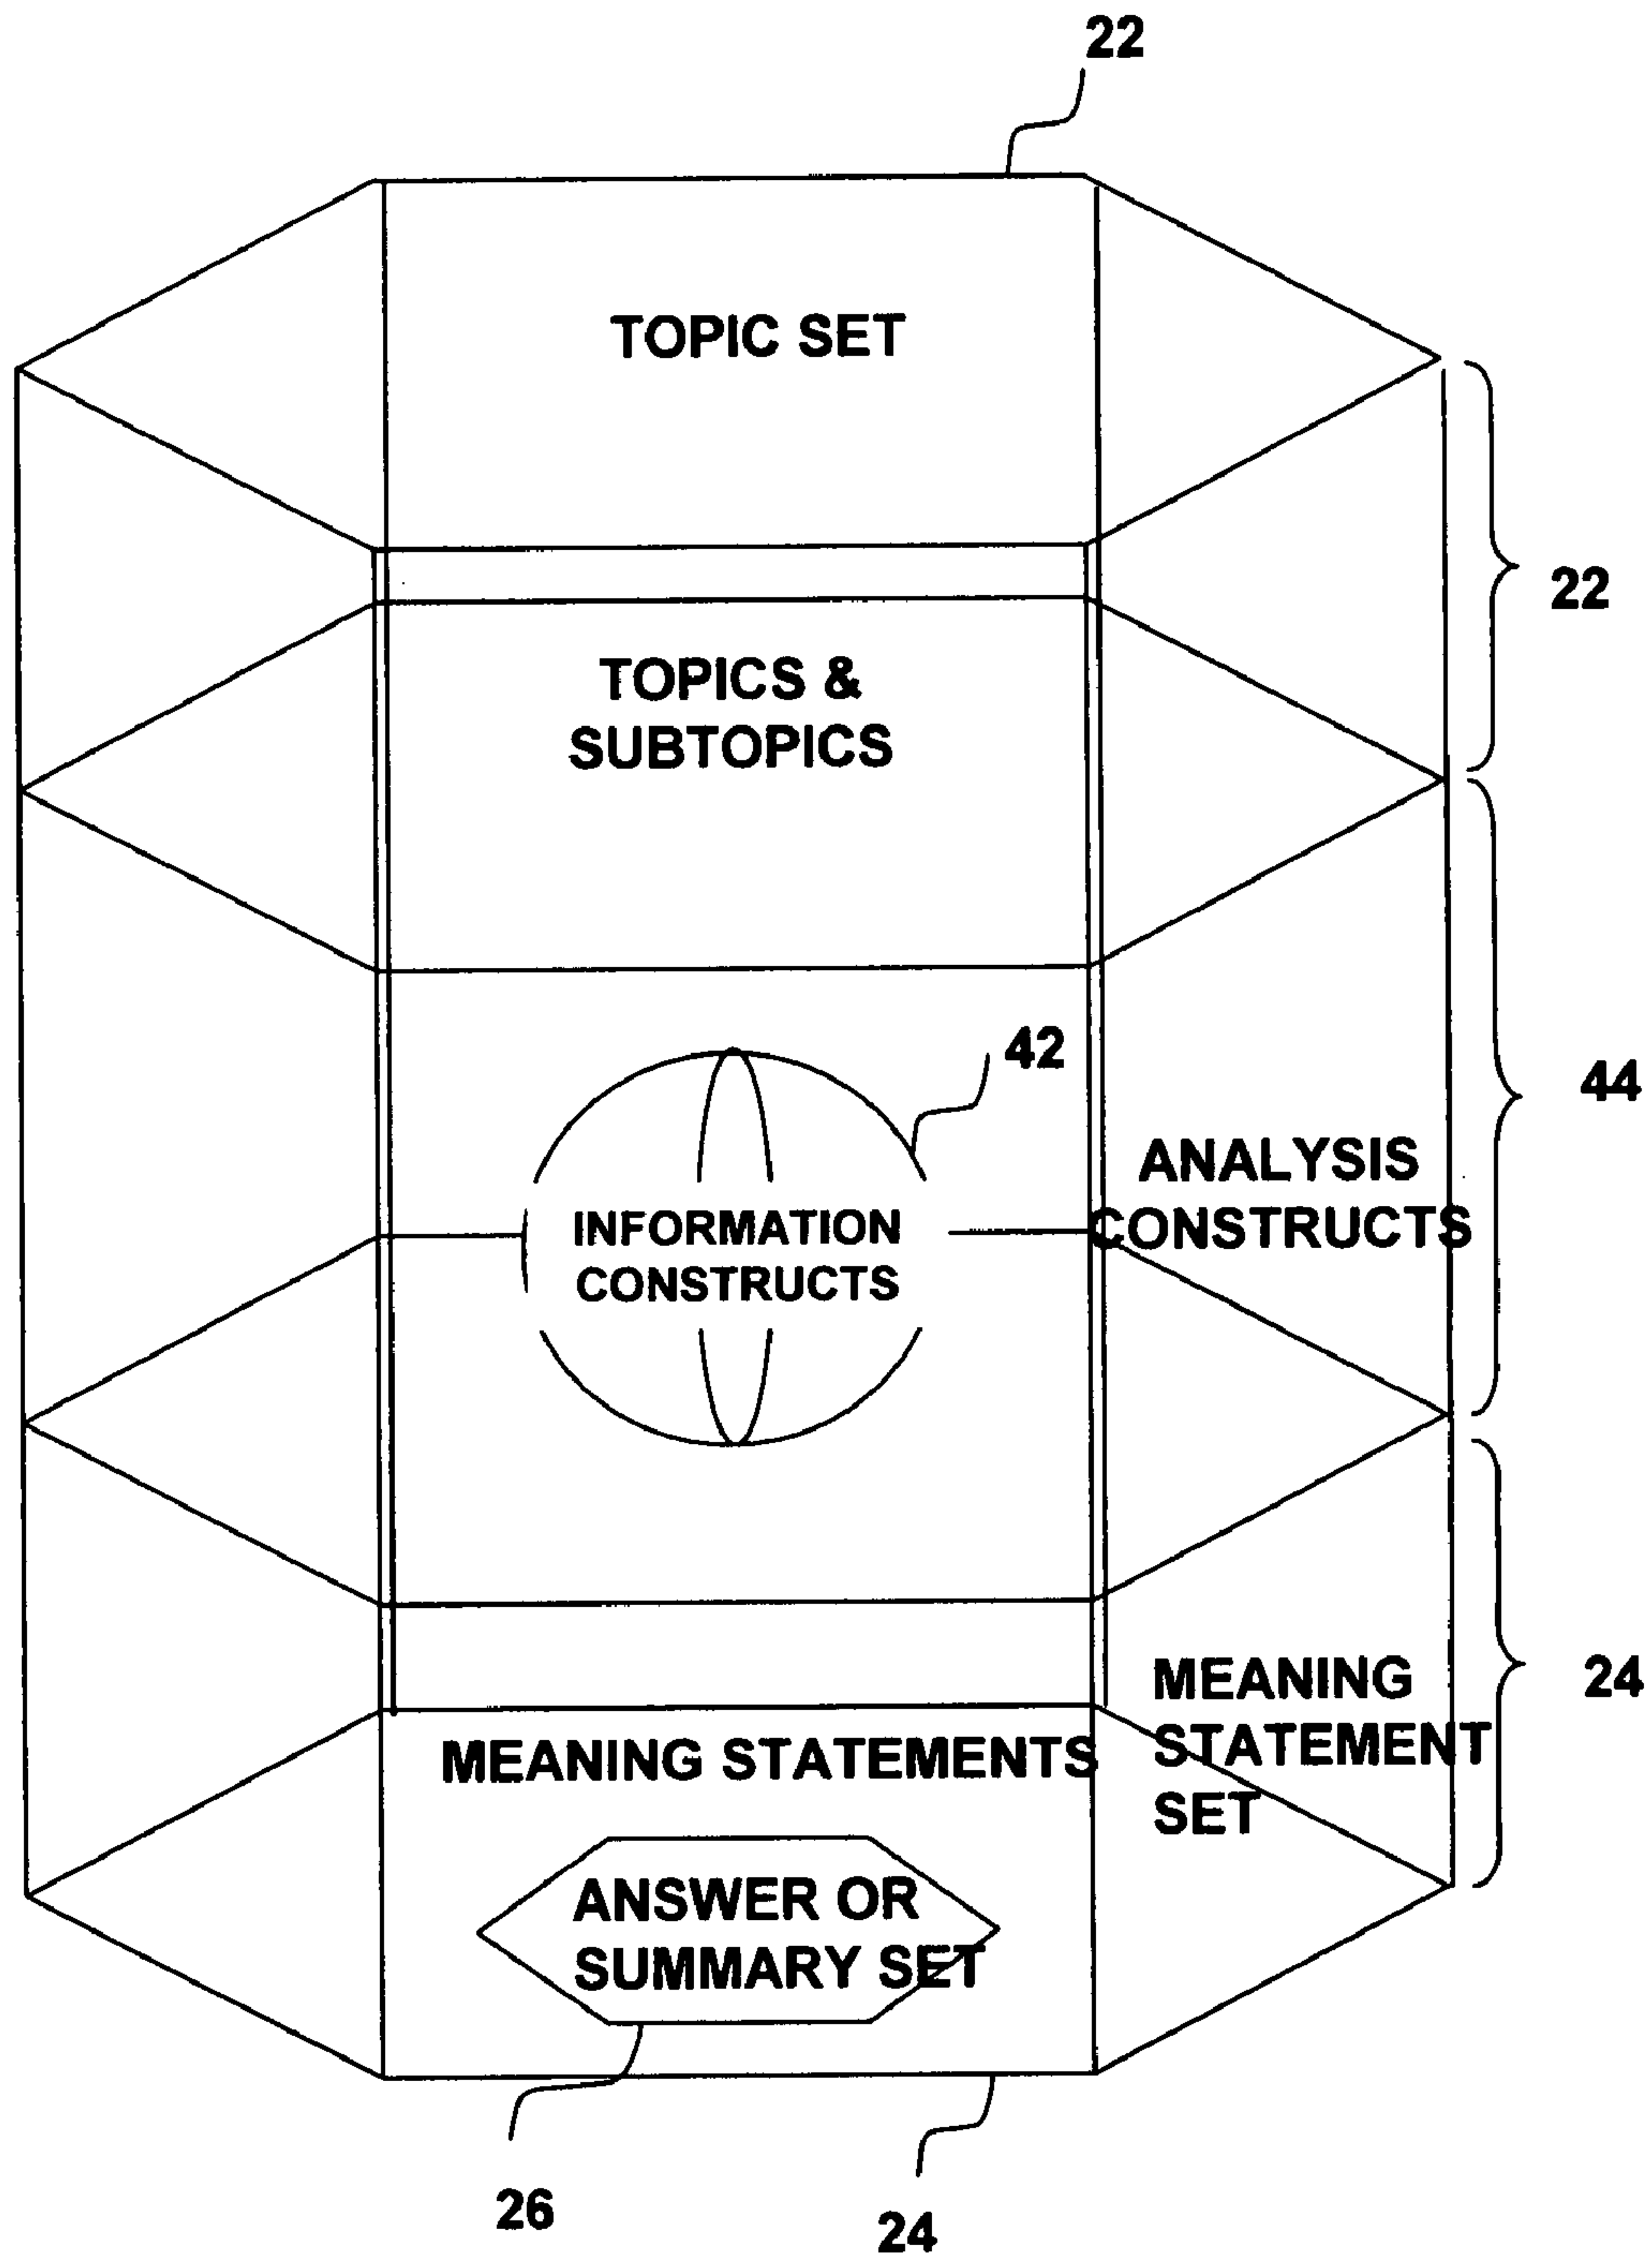 22
TOPIC SET
22
TOPICS &
SUBTOPICS
42
44
ANALYSIS
CONSTRUCTS
INFORMATION
CONSTRUCTS
MEANING
STATEMENT
SET
24
MEANING STATEMENTS
ANSWER OR
SUMMARY SET
26
24